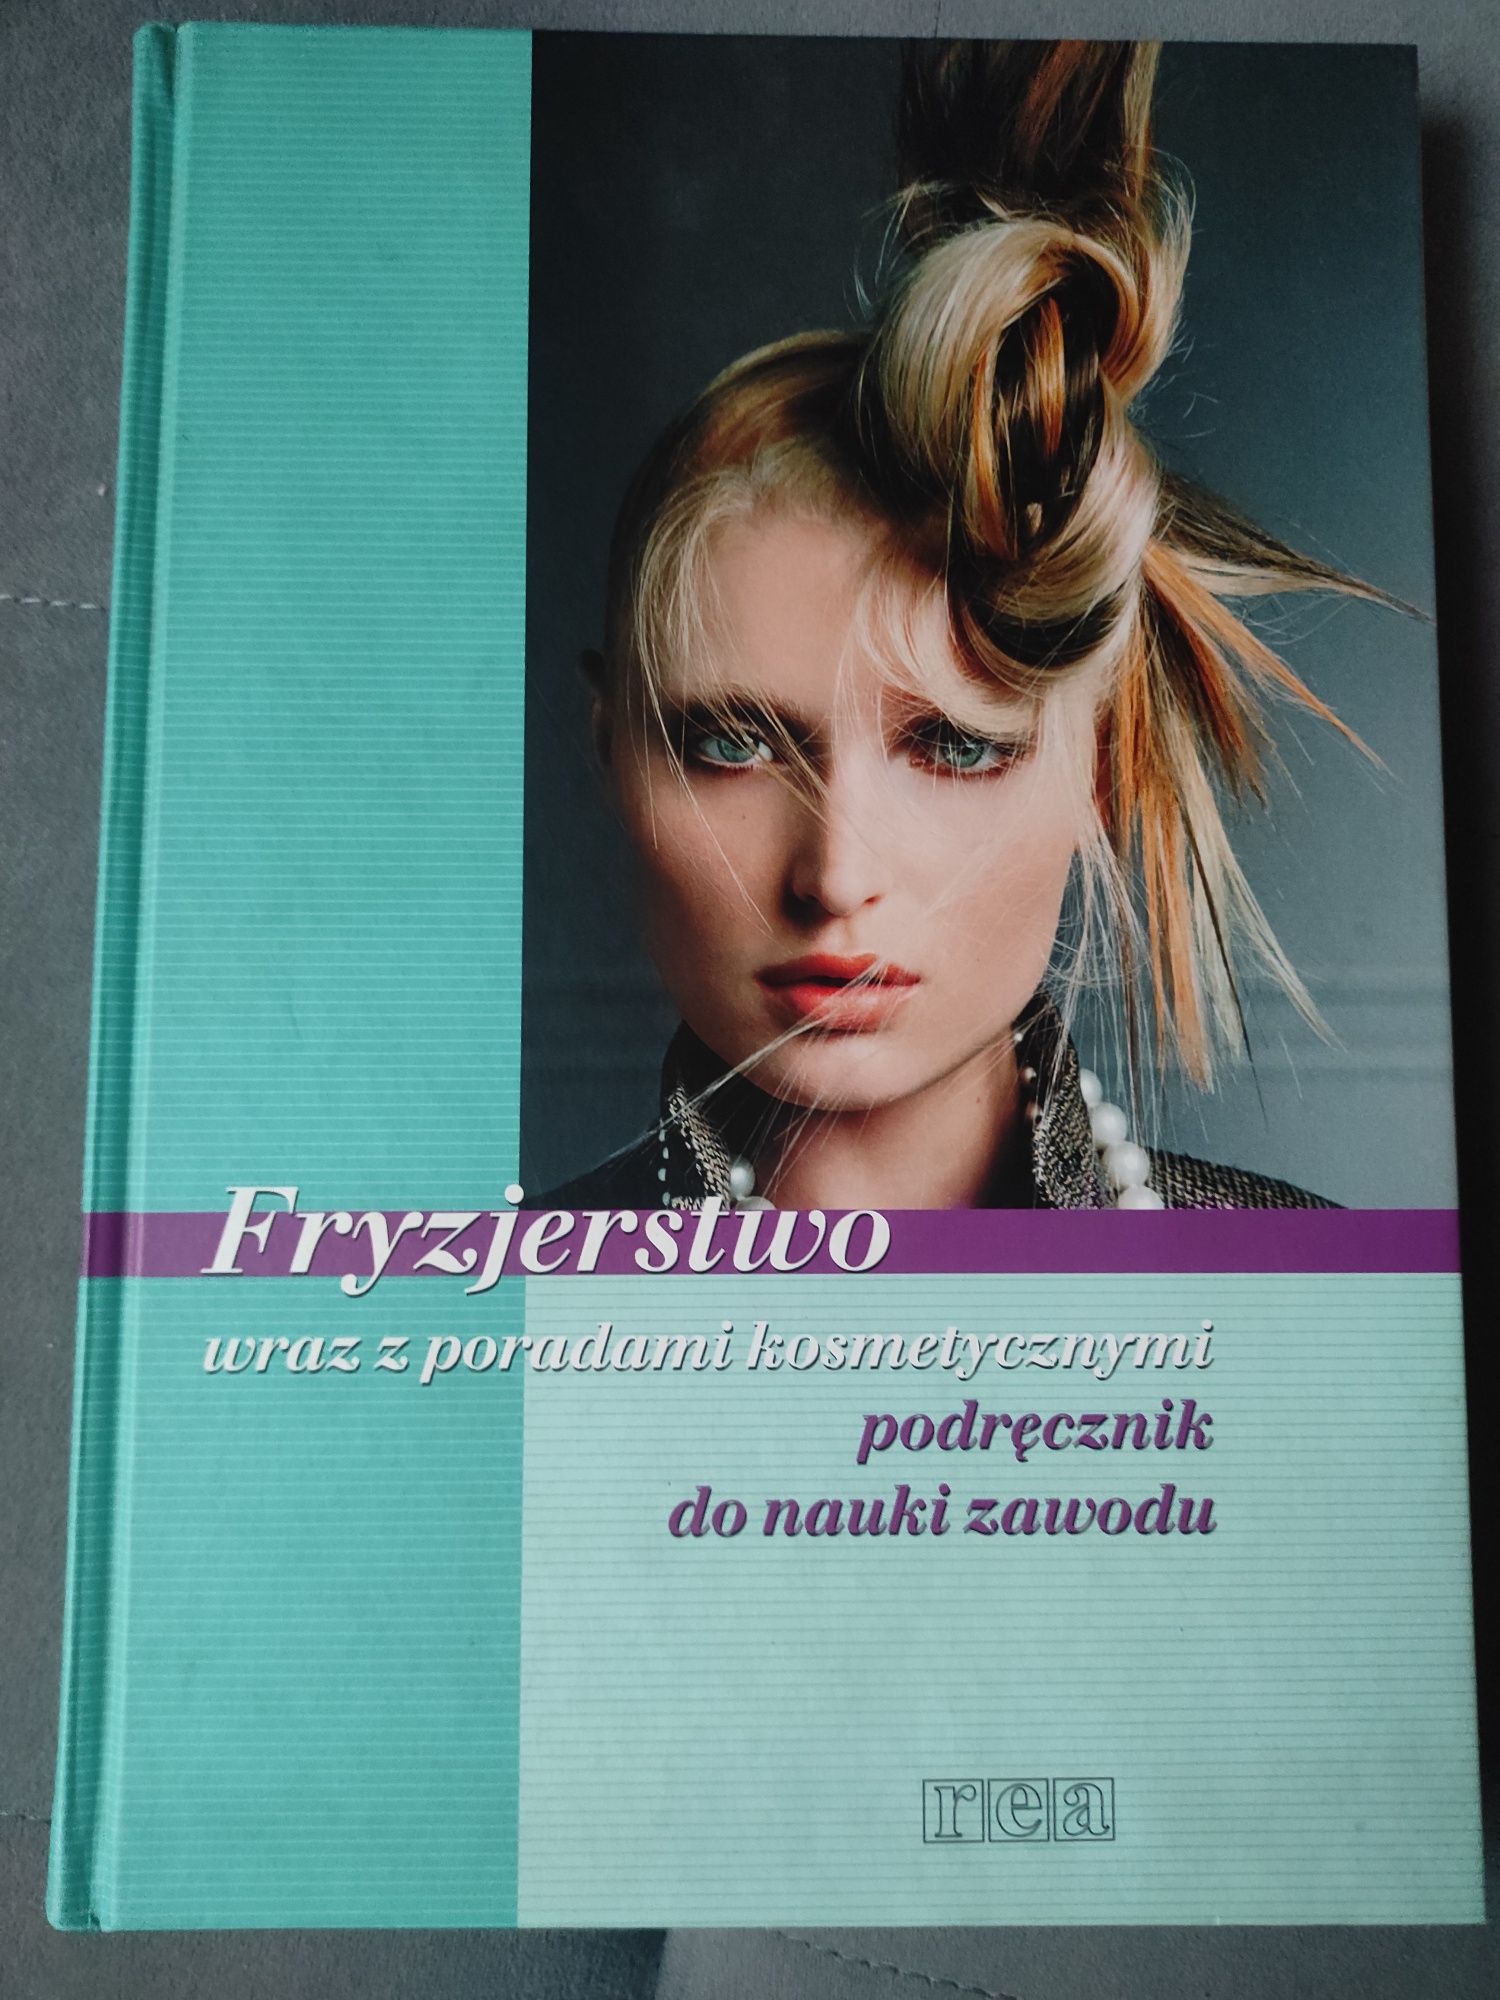 Fryzjerstwo
wraz z poradami kosmetycznymi
podręcznik
do nauki zawodu
rea